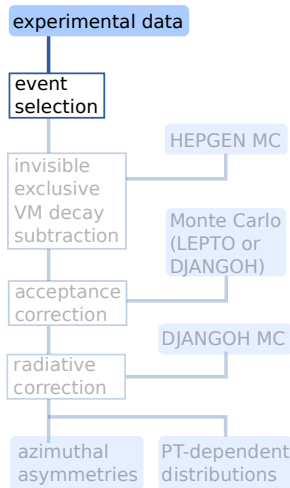 experimental data
event
selection
HEPGEN MC
invisible
exclusive
VM decay
subtraction
Monte Carlo
(LEPTO or
DJANGOH)
acceptance
correction
DJANGOH MC
radiative
correction
azimuthal
asymmetries
PT-dependent
distributions